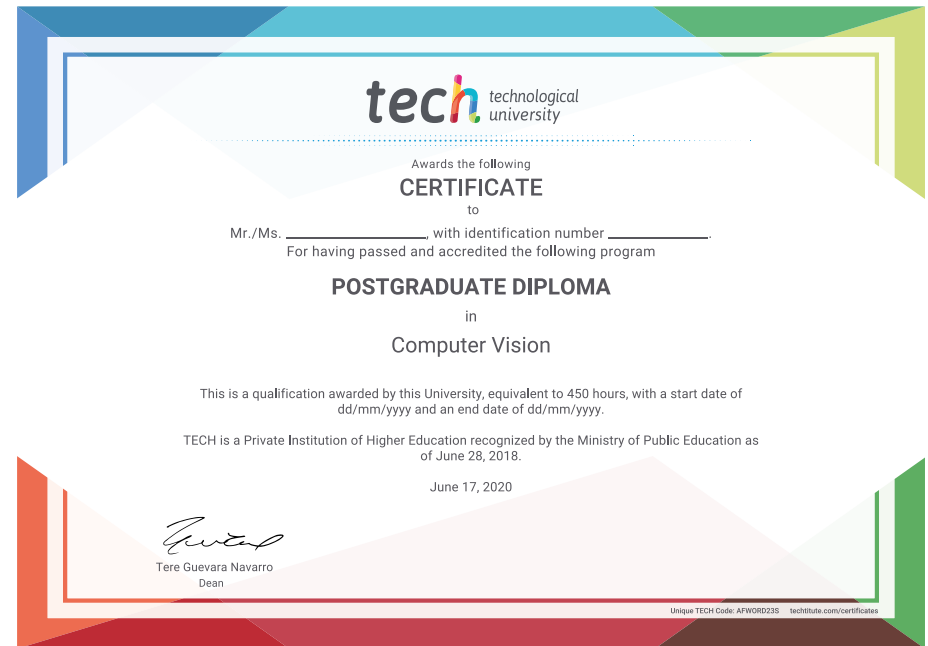 tech technological
university
Awards the following
CERTIFICATE
to
Mr./Ms. ____________, with identification number ____________.
For having passed and accredited the following program
POSTGRADUATE DIPLOMA
in
Computer Vision
This is a qualification awarded by this University, equivalent to 450 hours, with a start date of
dd/mm/yyyy and an end date of dd/mm/yyyy.
TECH is a Private Institution of Higher Education recognized by the Ministry of Public Education as
of June 28, 2018.
June 17, 2020
Tere Guevara Navarro
Dean
Unique TECH Code: AFWORD23S techtitute.com/certificates